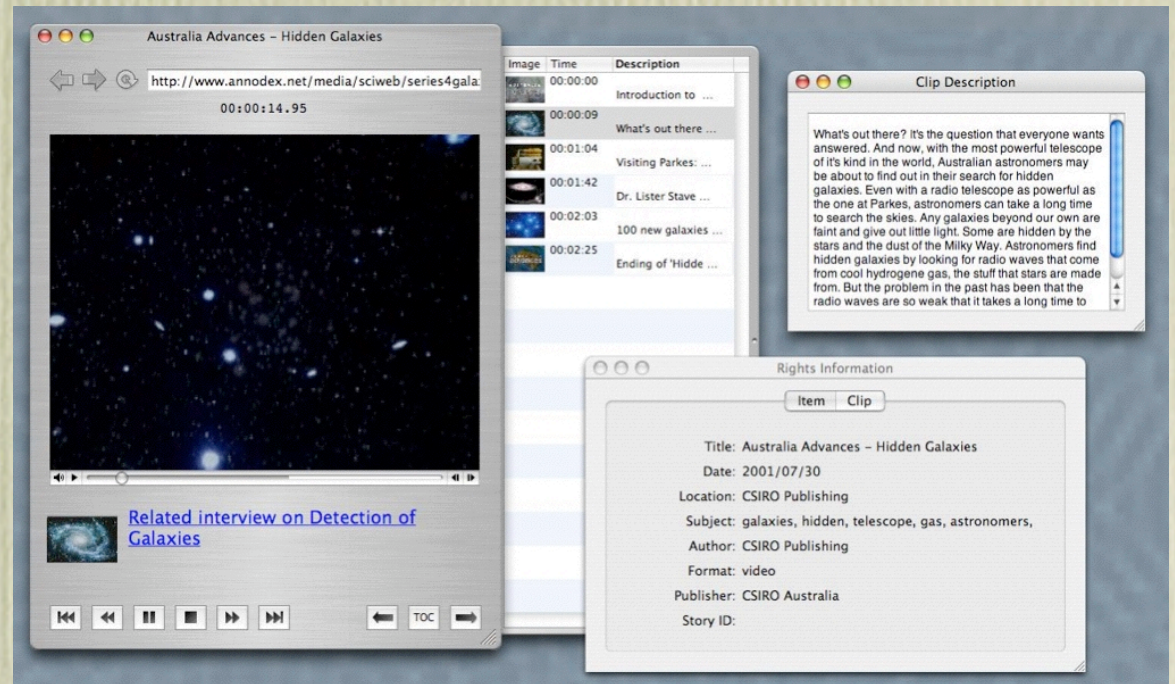 Australia Advances – Hidden Galaxies
http://www.annodex.net/media/sciweb/series4gala
00:00:14.95
Related interview on Detection of
Galaxies
TOC
Image Time Description
00:00:00
Introduction to ...
00:00:09
What's out there ...
00:01:04
Visiting Parkes: ...
00:01:42
Dr. Lister Stave ...
00:02:03
100 new galaxies ...
00:02:25
Ending of 'Hidde ...
Clip Description
What's out there? It's the question that everyone wants
answered. And now, with the most powerful telescope
of it's kind in the world, Australian astronomers may
be about to find out in their search for hidden
galaxies. Even with a radio telescope as powerful as
the one at Parkes, astronomers can take a long time
to search the skies. Any galaxies beyond our own are
faint and give out little light. Some are hidden by the
stars and the dust of the Milky Way. Astronomers find
hidden galaxies by looking for radio waves that come
from cool hydrogene gas, the stuff that stars are made
from. But the problem in the past has been that the
radio waves are so weak that it takes a long time to
Rights Information
Item Clip
Title: Australia Advances – Hidden Galaxies
Date: 2001/07/30
Location: CSIRO Publishing
Subject: galaxies, hidden, telescope, gas, astronomers,
Author: CSIRO Publishing
Format: video
Publisher: CSIRO Australia
Story ID: